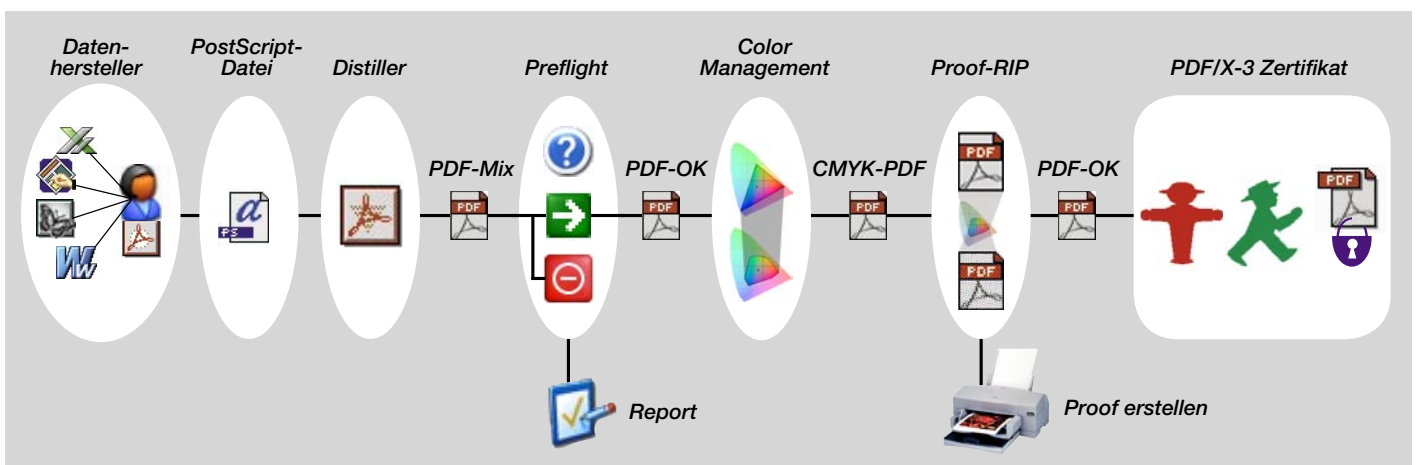 Daten-
hersteller
PostScript-
Datei
Distiller
Preflight
Color
Management
Proof-RIP
PDF/X-3 Zertifikat
PDF-Mix
PDF-OK
CMYK-PDF
PDF-OK
a
PS
W
PDF
PDF
PDF
PDF
PDF
PDF
PDF
Report
Proof erstellen